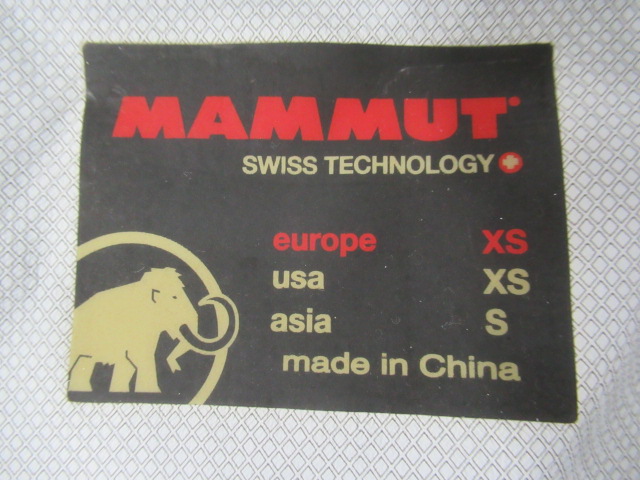 MAMMUT
SWISS TECHNOLOGY
europe XS
usa XS
asia S
made in China